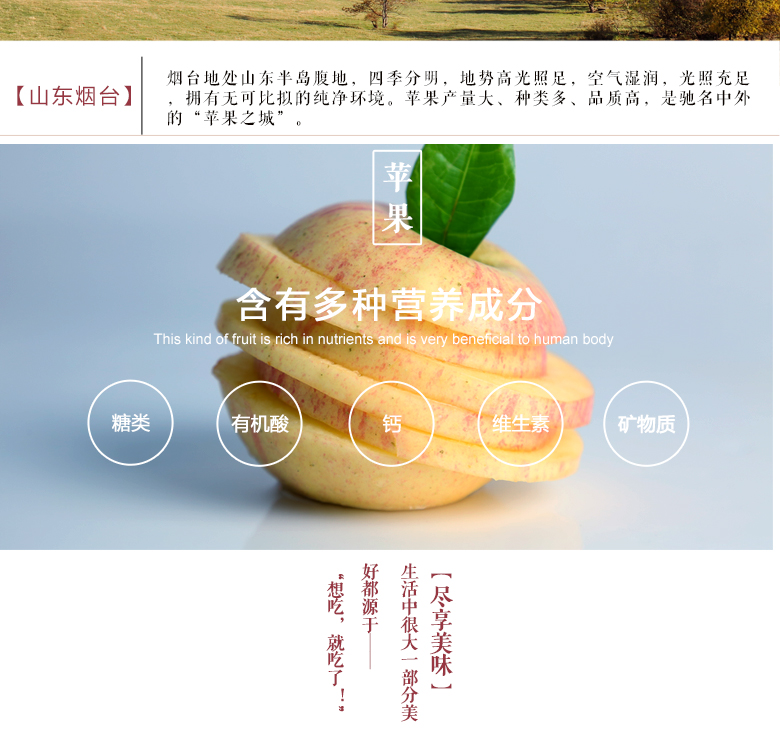 【山东烟台】
烟台地处山东半岛腹地，四季分明，地势高光照足，空气湿润，光照充足
，拥有无可比拟的纯净环境。苹果产量大、种类多、品质高，是驰名中外
的“苹果之城”。
苹果
含有多种营养成分
This kind of fruit is rich in nutrients and is very beneficial to human body
糖类
有机酸
钙
维生素
矿物质
【尽享美味】
生活中很大一部分美
好都源于——
“想吃，就吃了！”